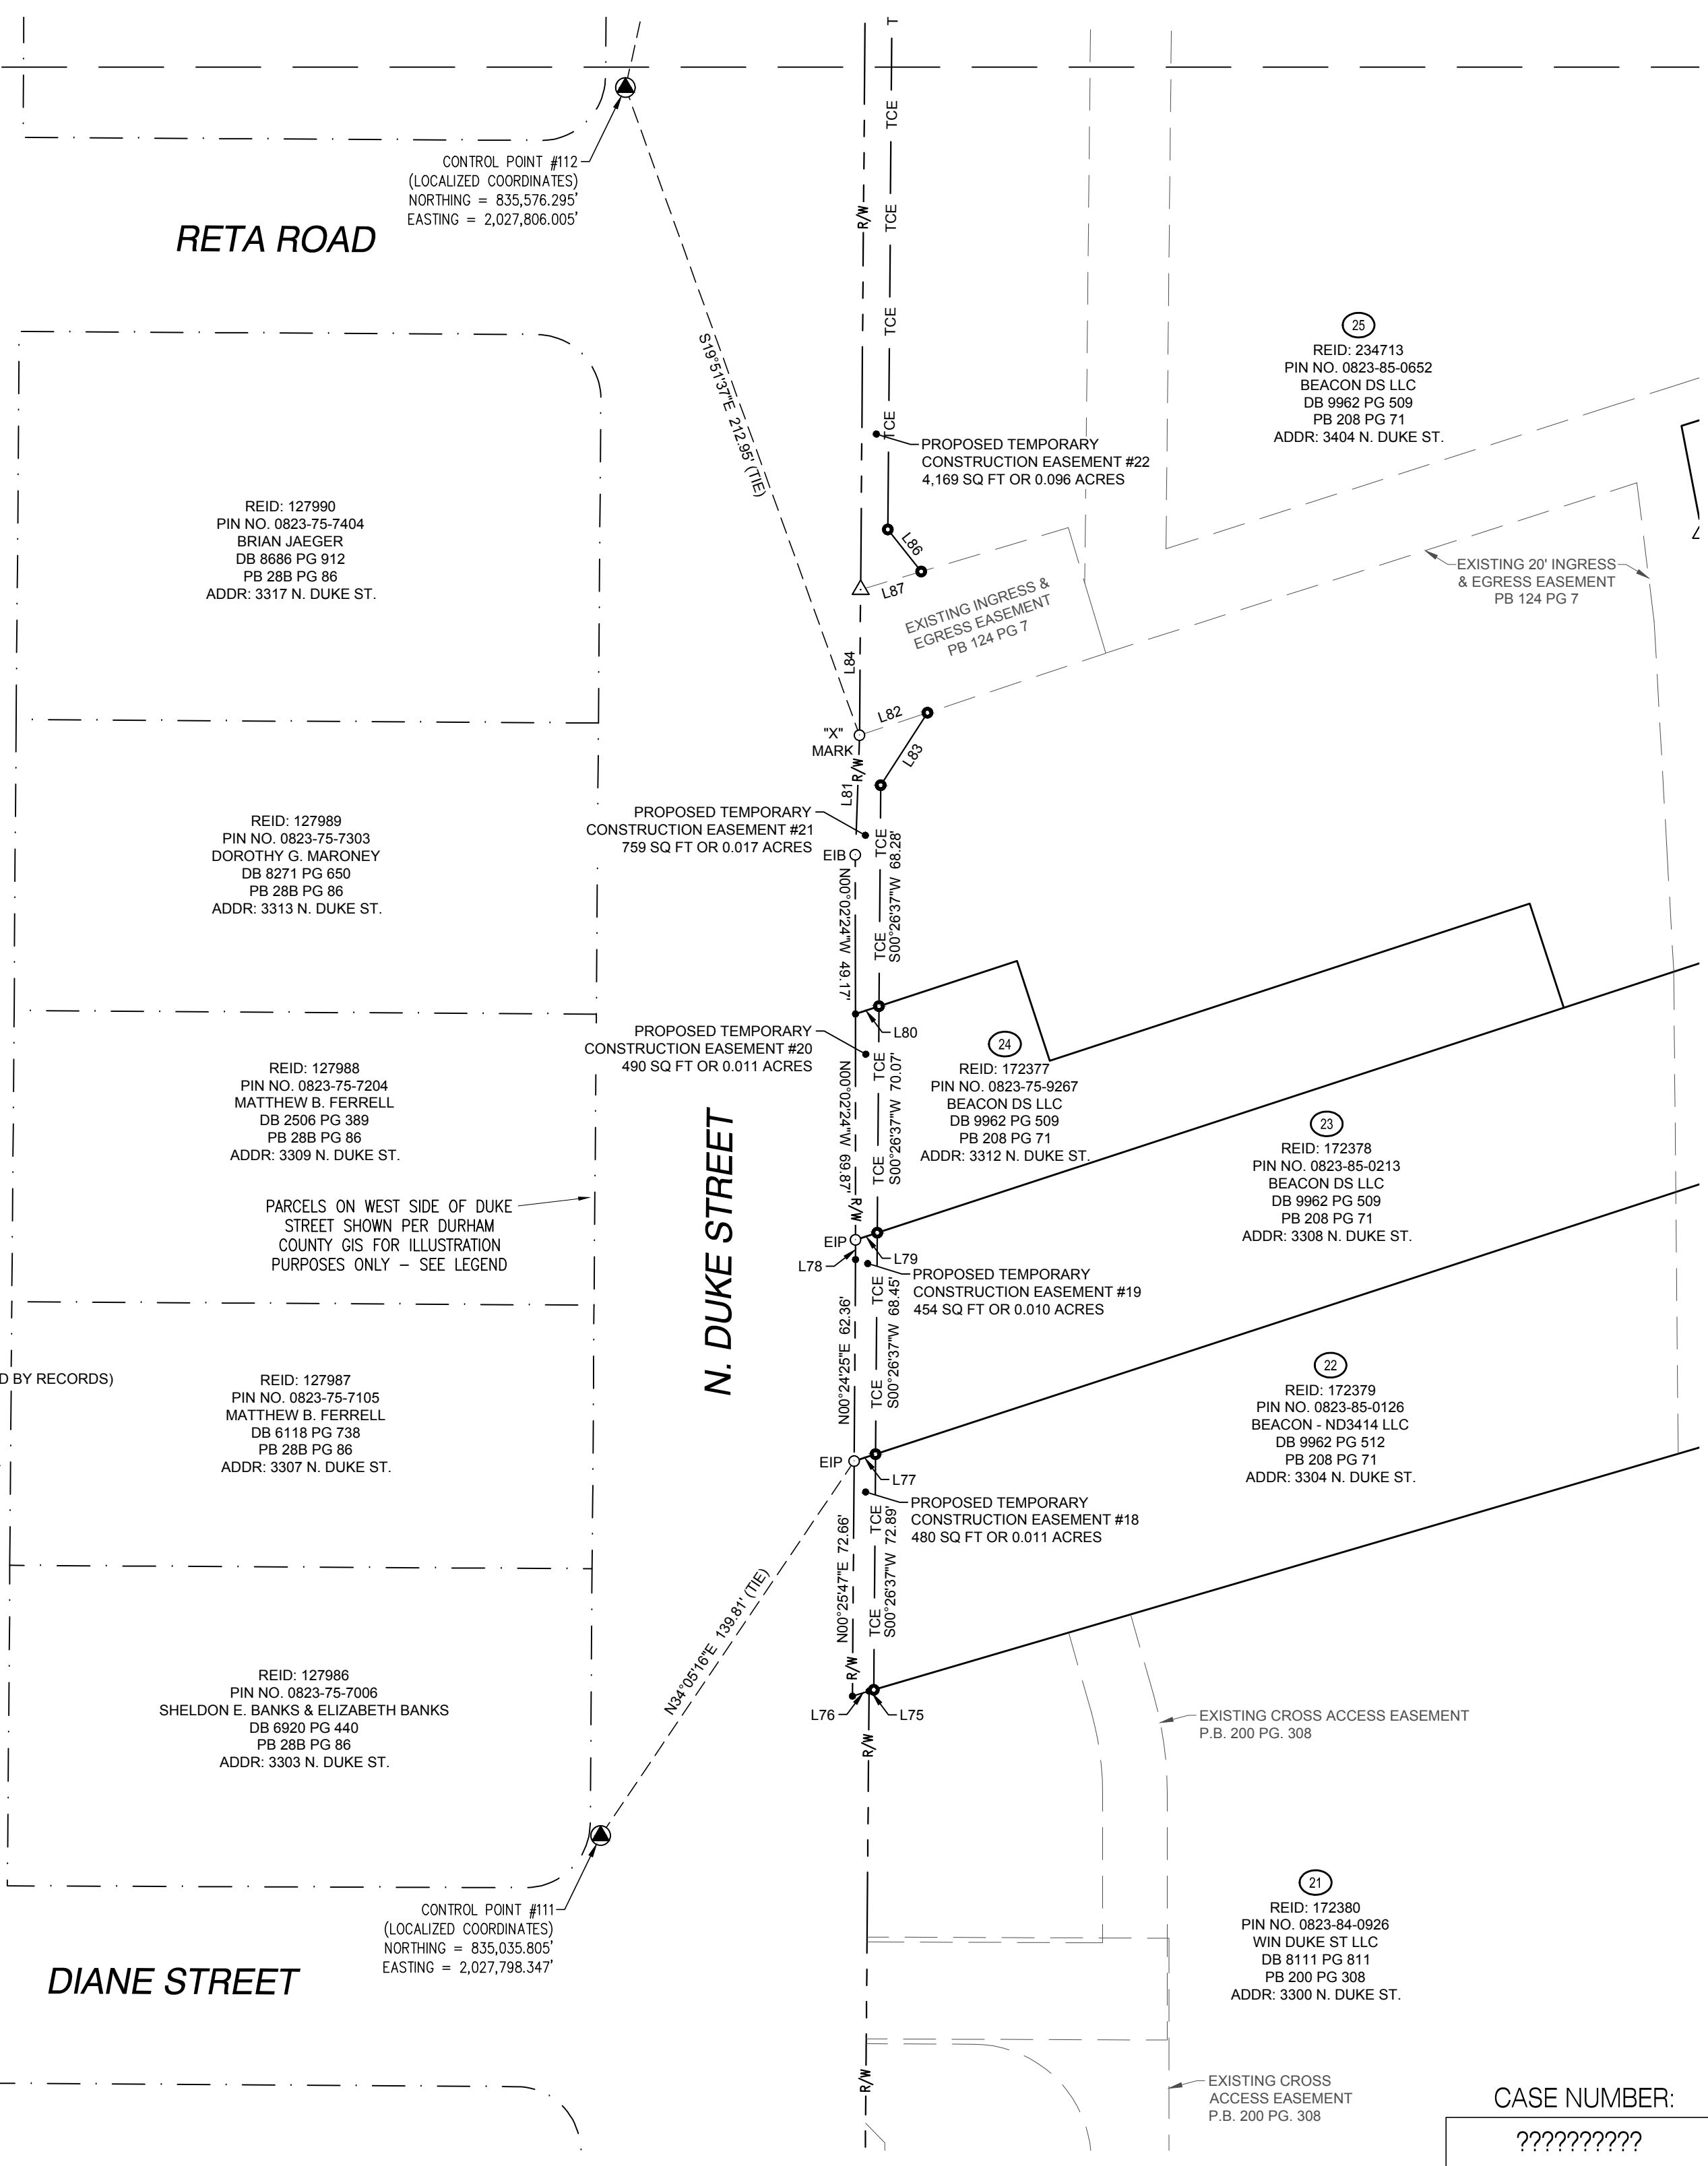 T
TCE
CONTROL POINT #112
(LOCALIZED COORDINATES)
NORTHING = 835,576.295'
EASTING = 2,027,806.005'
R/W
TCE
RETA ROAD
TCE
S19°51'37"E 212.95' (TIE)
25
REID: 234713
PIN NO. 0823-85-0652
BEACON DS LLC
DB 9962 PG 509
PB 208 PG 71
ADDR: 3404 N. DUKE ST.
TCE
PROPOSED TEMPORARY
CONSTRUCTION EASEMENT #22
4,169 SQ FT OR 0.096 ACRES
REID: 127990
PIN NO. 0823-75-7404
BRIAN JAEGER
DB 8686 PG 912
PB 28B PG 86
ADDR: 3317 N. DUKE ST.
L86
L87
EXISTING INGRESS &
EGRESS EASEMENT
PB 124 PG 7
EXISTING 20' INGRESS
& EGRESS EASEMENT
PB 124 PG 7
L84
L82
"X"
MARK
L83
R/W
L81
PROPOSED TEMPORARY
CONSTRUCTION EASEMENT #21
759 SQ FT OR 0.017 ACRES
REID: 127989
PIN NO. 0823-75-7303
DOROTHY G. MARONEY
DB 8271 PG 650
PB 28B PG 86
ADDR: 3313 N. DUKE ST.
EIB
TCE
S00°26'37"W 68.28'
N00°02'24"W 49.17'
TCE
L80
PROPOSED TEMPORARY
CONSTRUCTION EASEMENT #20
490 SQ FT OR 0.011 ACRES
24
REID: 172377
PIN NO. 0823-75-9267
BEACON DS LLC
DB 9962 PG 509
PB 208 PG 71
ADDR: 3312 N. DUKE ST.
TCE
S00°26'37"W 70.07'
N00°02'24"W 69.87'
TCE
R/W
REID: 127988
PIN NO. 0823-75-7204
MATTHEW B. FERRELL
DB 2506 PG 389
PB 28B PG 86
ADDR: 3309 N. DUKE ST.
23
REID: 172378
PIN NO. 0823-85-0213
BEACON DS LLC
DB 9962 PG 509
PB 208 PG 71
ADDR: 3308 N. DUKE ST.
PARCELS ON WEST SIDE OF DUKE
STREET SHOWN PER DURHAM
COUNTY GIS FOR ILLUSTRATION
PURPOSES ONLY – SEE LEGEND
N. DUKE STREET
EIP
L78
L79
PROPOSED TEMPORARY
CONSTRUCTION EASEMENT #19
454 SQ FT OR 0.010 ACRES
TCE
S00°26'37"W 68.45'
N00°24'25"E 62.36'
TCE
D BY RECORDS)
REID: 127987
PIN NO. 0823-75-7105
MATTHEW B. FERRELL
DB 6118 PG 738
PB 28B PG 86
ADDR: 3307 N. DUKE ST.
22
REID: 172379
PIN NO. 0823-85-0126
BEACON - ND3414 LLC
DB 9962 PG 512
PB 208 PG 71
ADDR: 3304 N. DUKE ST.
EIP
L77
PROPOSED TEMPORARY
CONSTRUCTION EASEMENT #18
480 SQ FT OR 0.011 ACRES
TCE
S00°26'37"W 72.89'
N00°25'47"E 72.66'
TCE
R/W
N34°05'16"E 139.81' (TIE)
REID: 127986
PIN NO. 0823-75-7006
SHELDON E. BANKS & ELIZABETH BANKS
DB 6920 PG 440
PB 28B PG 86
ADDR: 3303 N. DUKE ST.
L76
L75
R/W
EXISTING CROSS ACCESS EASEMENT
P.B. 200 PG. 308
CONTROL POINT #111
(LOCALIZED COORDINATES)
NORTHING = 835,035.805'
EASTING = 2,027,798.347'
21
REID: 172380
PIN NO. 0823-84-0926
WIN DUKE ST LLC
DB 8111 PG 811
PB 200 PG 308
ADDR: 3300 N. DUKE ST.
DIANE STREET
R/W
EXISTING CROSS
ACCESS EASEMENT
P.B. 200 PG. 308
CASE NUMBER:
??????????